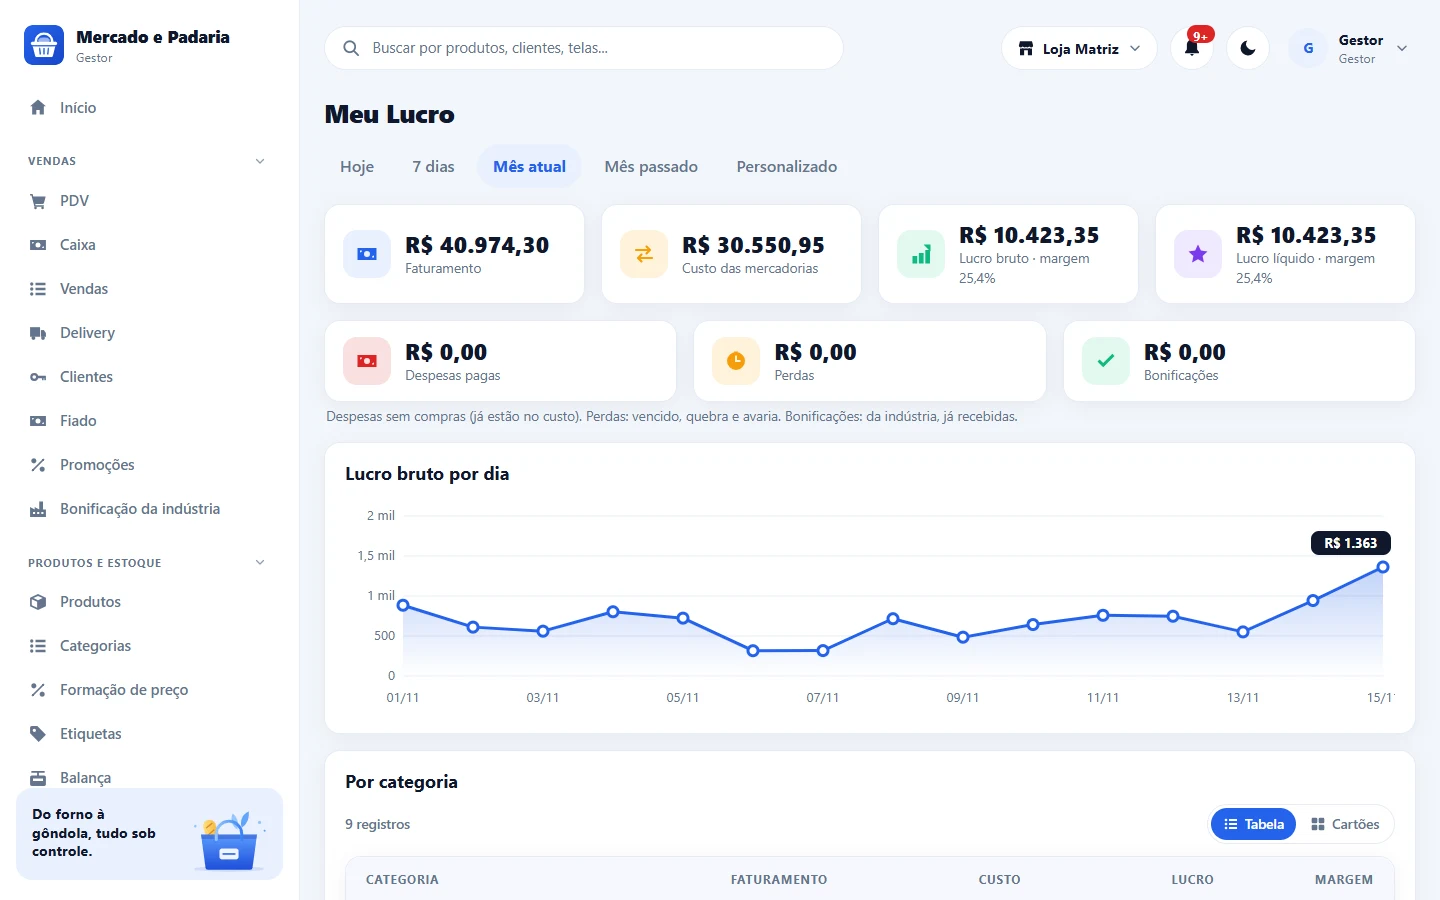 Mercado e Padaria
Gestor
Início
VENDAS
PDV
Caixa
Vendas
Delivery
Clientes
Fiado
Promoções
Bonificação da indústria
PRODUTOS E ESTOQUE
Produtos
Categorias
Formação de preço
Etiquetas
Balança
Do forno à
gôndola, tudo sob
controle.
Buscar por produtos, clientes, telas...
Loja Matriz
9+
G
Gestor
Gestor
Meu Lucro
Hoje
7 dias
Mês atual
Mês passado
Personalizado
R$ 40.974,30
Faturamento
R$ 30.550,95
Custo das mercadorias
R$ 10.423,35
Lucro bruto · margem
25,4%
R$ 10.423,35
Lucro líquido · margem
25,4%
R$ 0,00
Despesas pagas
R$ 0,00
Perdas
R$ 0,00
Bonificações
Despesas sem compras (já estão no custo). Perdas: vencido, quebra e avaria. Bonificações: da indústria, já recebidas.
Lucro bruto por dia
2 mil
1,5 mil
1 mil
500
0
R$ 1.363
01/11
03/11
05/11
07/11
09/11
11/11
13/11
15/1
Por categoria
9 registros
Tabela
Cartões
CATEGORIA
FATURAMENTO
CUSTO
LUCRO
MARGEM